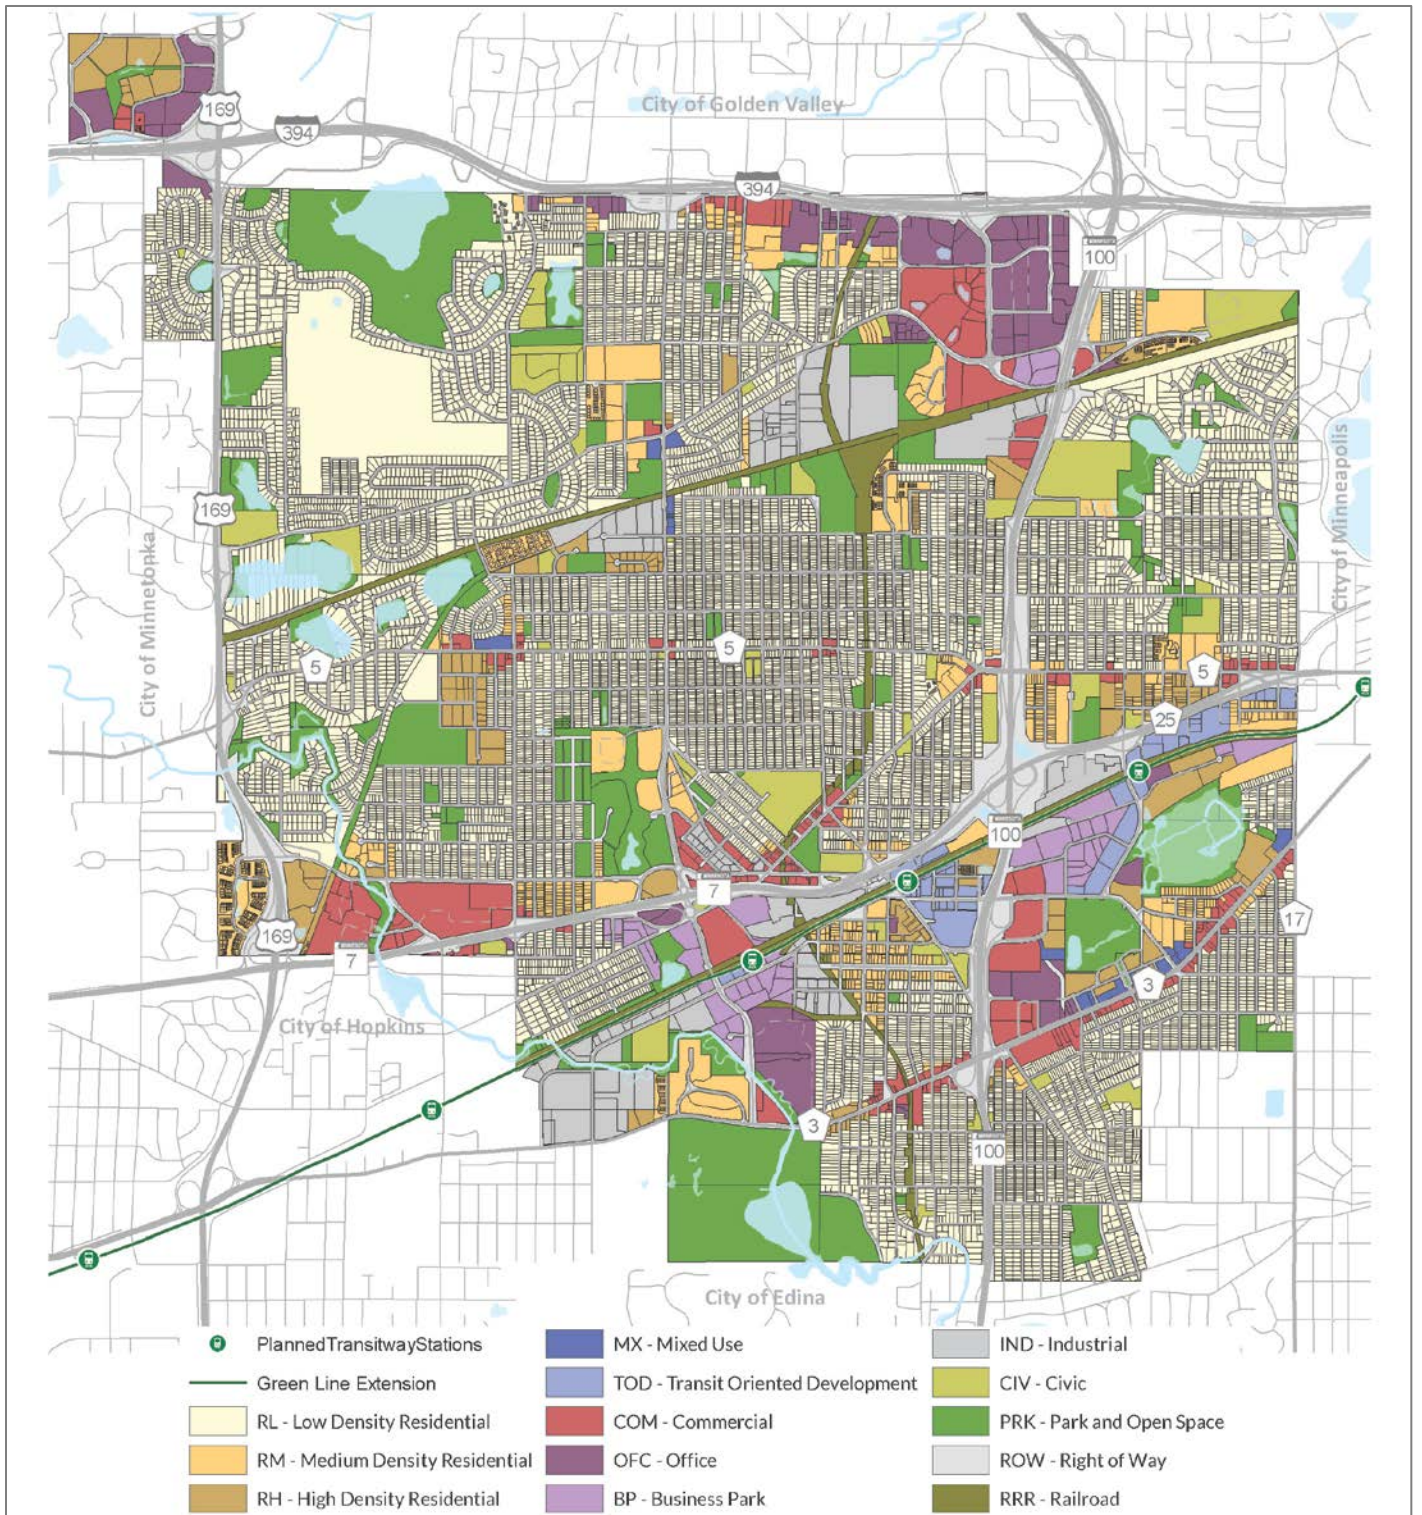 City of Golden Valley
169
394
394
100
169
City of Minnetonka
City of Minneapolis
5
5
5
25
100
7
169
7
17
3
City of Hopkins
3
100
City of Edina
PlannedTransitwayStations
Green Line Extension
RL - Low Density Residential
RM - Medium Density Residential
RH - High Density Residential
MX - Mixed Use
TOD - Transit Oriented Development
COM - Commercial
OFC - Office
BP - Business Park
IND - Industrial
CIV - Civic
PRK - Park and Open Space
ROW - Right of Way
RRR - Railroad